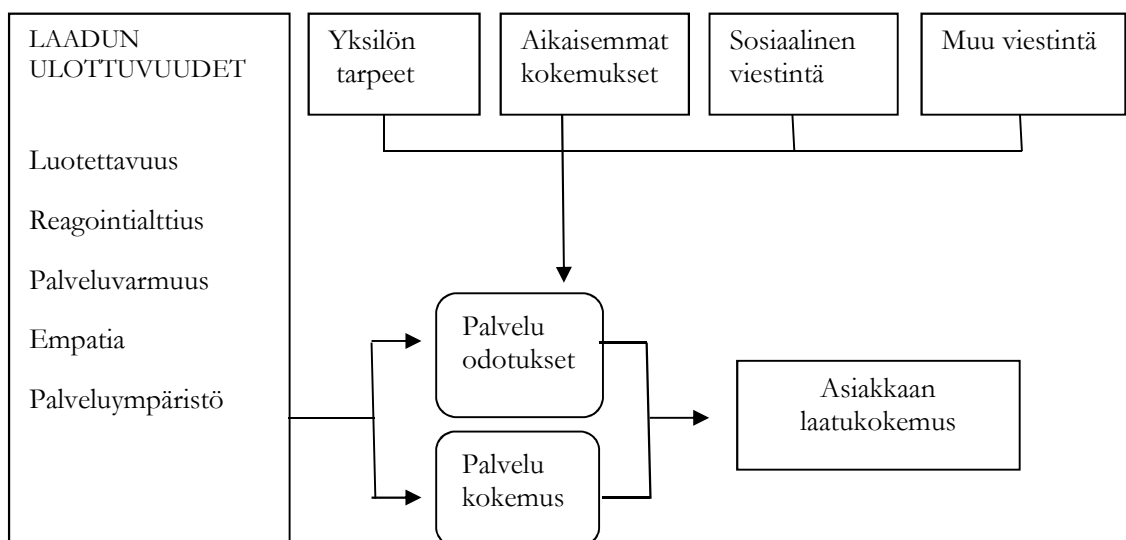 LAADUN
ULOTTUVUUDET
Luotettavuus
Reagointialttius
Palveluvarmuus
Empatia
Palveluympäristö
Yksilön
tarpeet
Aikaisemmat
kokemukset
Sosiaalinen
viestintä
Muu viestintä
Palvelu
odotukset
Palvelu
kokemus
Asiakkaan
laatukokemus